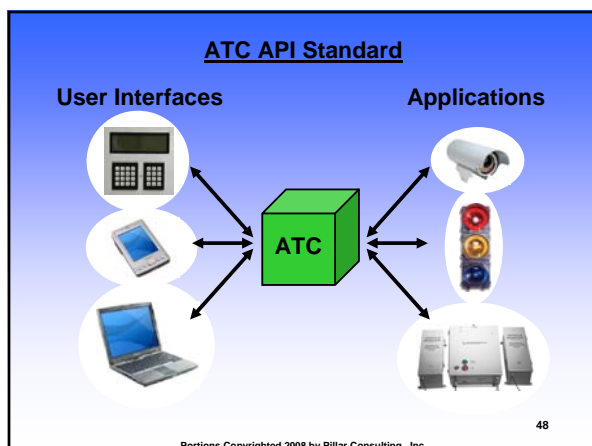 ATC API Standard
User Interfaces
Applications
ATC
48
Portions Copyrighted 2008 by Pillar Consulting, Inc.